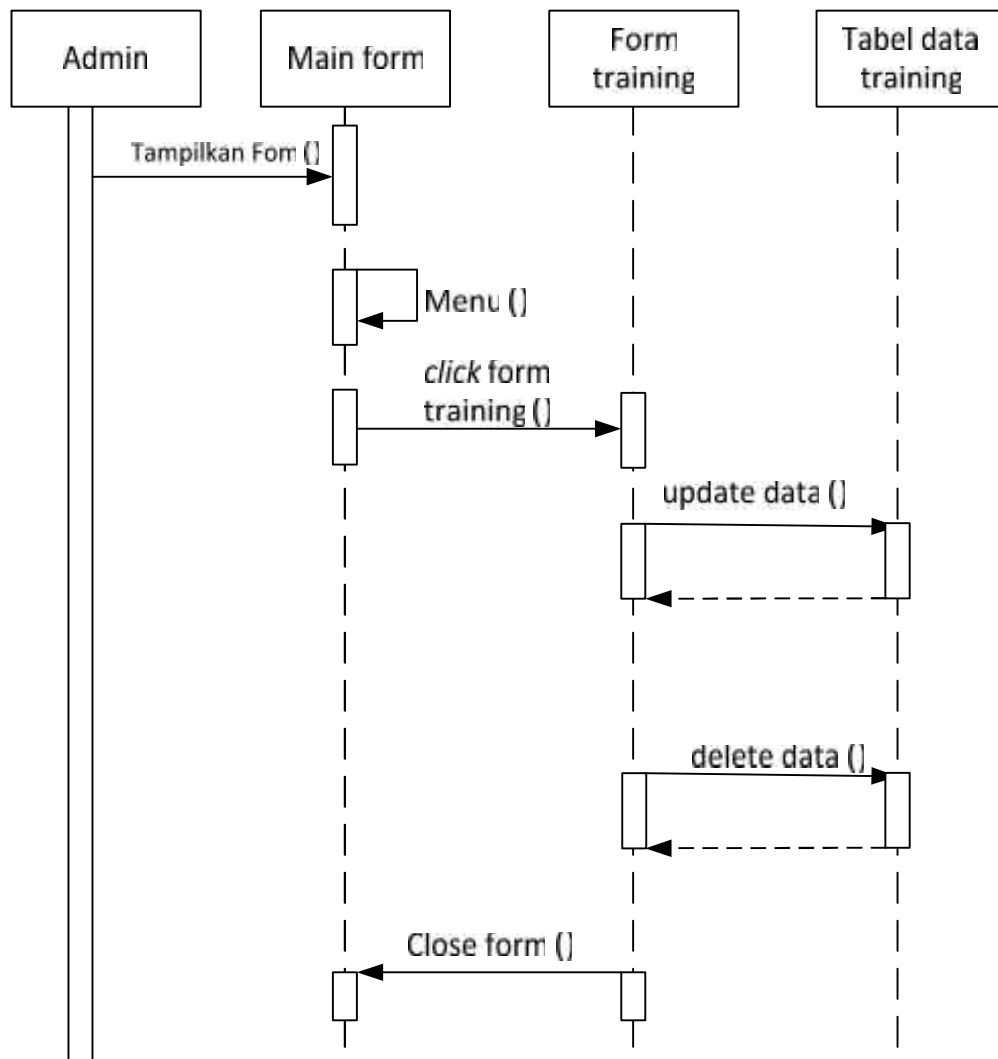 Admin
Main form
Form
training
Tabel data
training
Tampilkan Fom ()
Menu ()
click form
training ()
update data ()
delete data ()
Close form ()